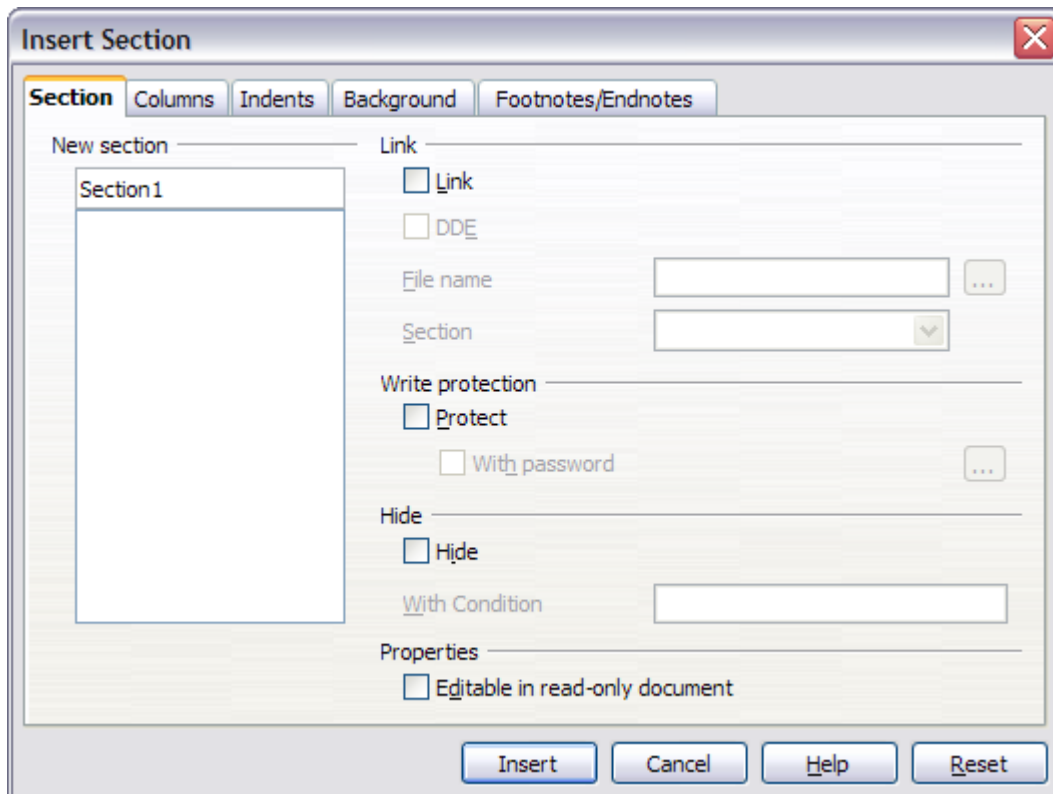 Insert Section
Section Columns Indents Background Footnotes/Endnotes
New section
Section1
Link
Link
DDE
File name
...
Section
Write protection
Protect
With password
...
Hide
Hide
With Condition
Properties
Editable in read-only document
Insert Cancel Help Reset